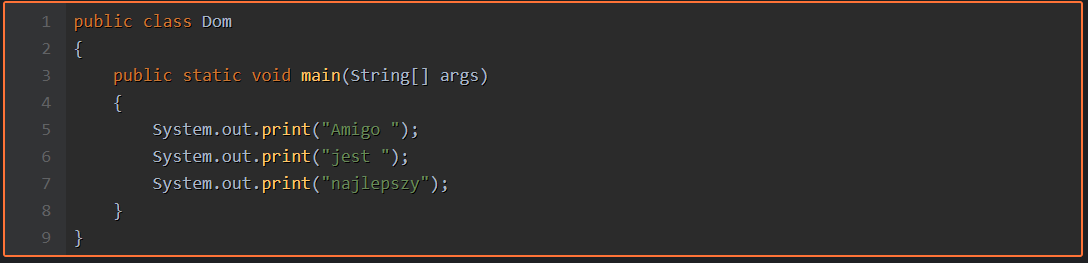 1 public class Dom
2 {
3     public static void main(String[] args)
4     {
5         System.out.print("Amigo ");
6         System.out.print("jest ");
7         System.out.print("najlepszy");
8     }
9 }